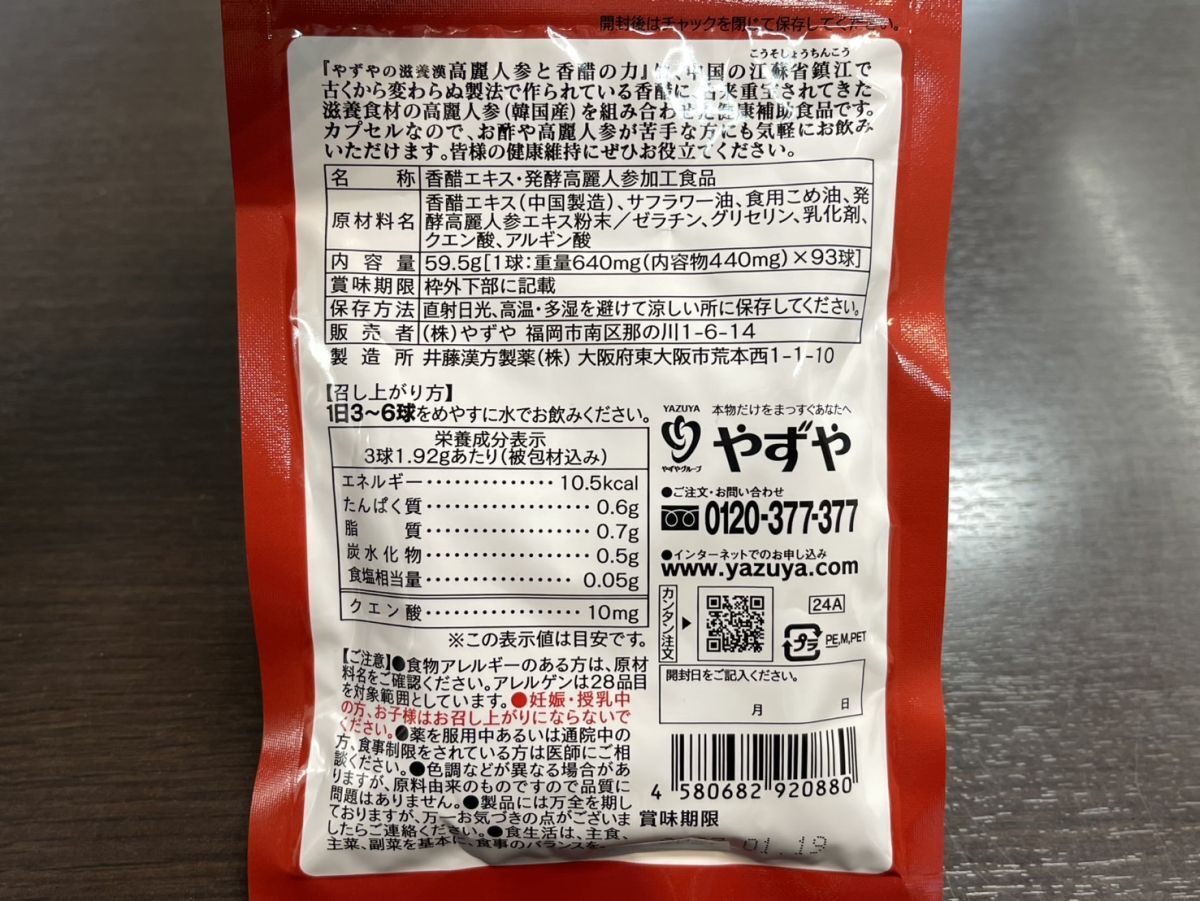 開封後はチャックを閉じて保存してください。
こうそしょうちんこう
『やずやの滋養漢高麗人参と香醋の力』は、中国の江蘇省鎮江で
古くから変わらぬ製法で作られている香醋に、古来重宝されてきた
滋養食材の高麗人参(韓国産)を組み合わせた健康補助食品です。
カプセルなので、お酢や高麗人参が苦手な方にも気軽にお飲み
いただけます。皆様の健康維持にぜひお役立てください。
名称 香醋エキス・発酵高麗人参加工食品
原材料名 香醋エキス(中国製造)、サフラワー油、食用こめ油、発
酵高麗人参エキス粉末/ゼラチン、グリセリン、乳化剤、
クエン酸、アルギン酸
内容量 59.5g[1球:重量640mg(内容物440mg)×93球]
賞味期限 枠外下部に記載
保存方法 直射日光、高温・多湿を避けて涼しい所に保存してください。
販売者 (株)やずや 福岡市南区那の川1-6-14
製造所 井藤漢方製薬(株) 大阪府東大阪市荒本西1-1-10
【召し上がり方】
1日3~6球をめやすに水でお飲みください。
栄養成分表示
3球1.92gあたり(被包材込み)
エネルギー 10.5kcal
たんぱく質 0.6g
脂質 0.7g
炭水化物 0.5g
食塩相当量 0.05g
クエン酸 10mg
※この表示値は目安です。
【ご注意】●食物アレルギーのある方は、原材
料名をご確認ください。アレルゲンは28品目
を対象範囲としています。●妊娠・授乳中
の方、お子様はお召し上がりにならないで
ください。●薬を服用中あるいは通院中の
方、食事制限をされている方は医師にご相
談ください。●色調などが異なる場合があ
りますが、原料由来のものですので品質に
問題はありません。●製品には万全を期し
ておりますが、万一お気づきの点がございま
したらご連絡ください。●食生活は、主食、
主菜、副菜を基本に、食事のバランスを。
YAZUYA
やずやグループ
本物だけをまっすぐあなたへ
やずや
●ご注文・お問い合わせ
0120-377-377
●インターネットでのお申し込み
www.yazuya.com
カンタン注文
24A
プラ
PE,M,PET
開封日をご記入ください。
月 日
4 580682 920880
賞味期限
01.19